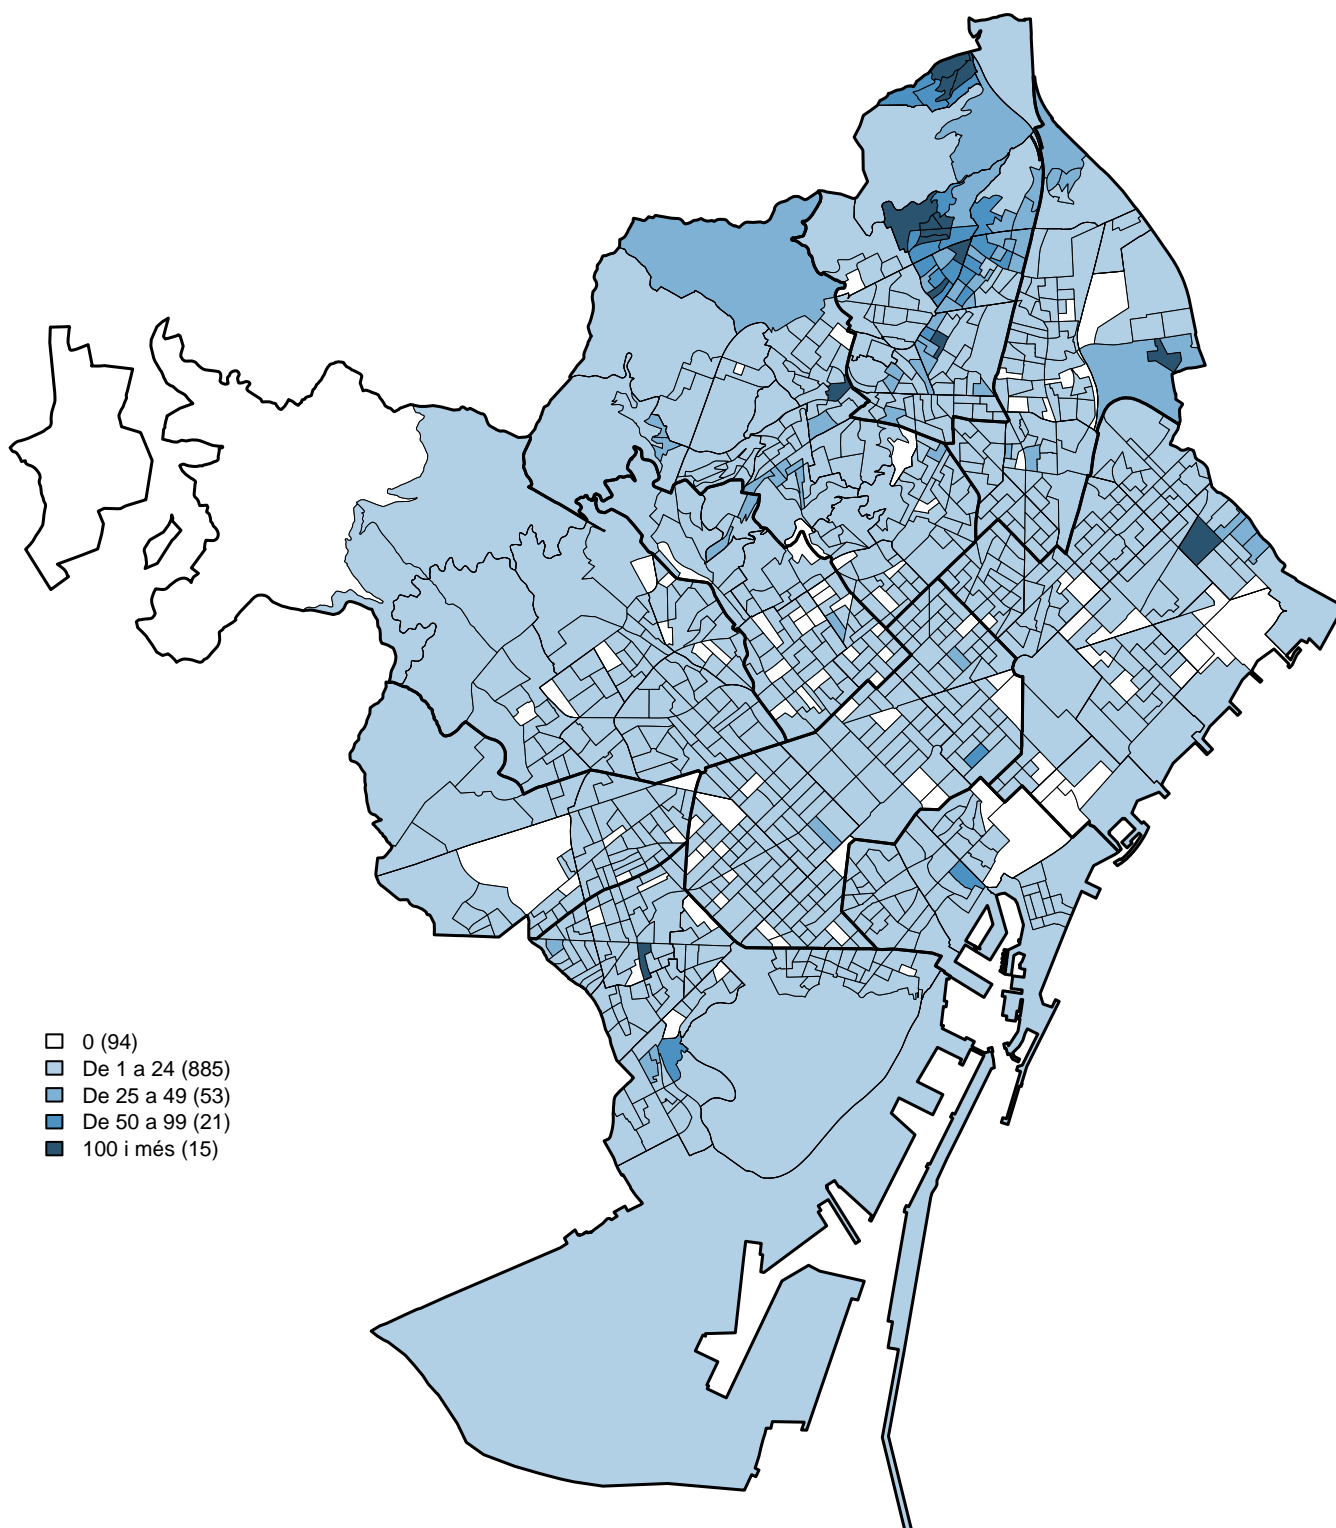 0 (94)
De 1 a 24 (885)
De 25 a 49 (53)
De 50 a 99 (21)
100 i més (15)